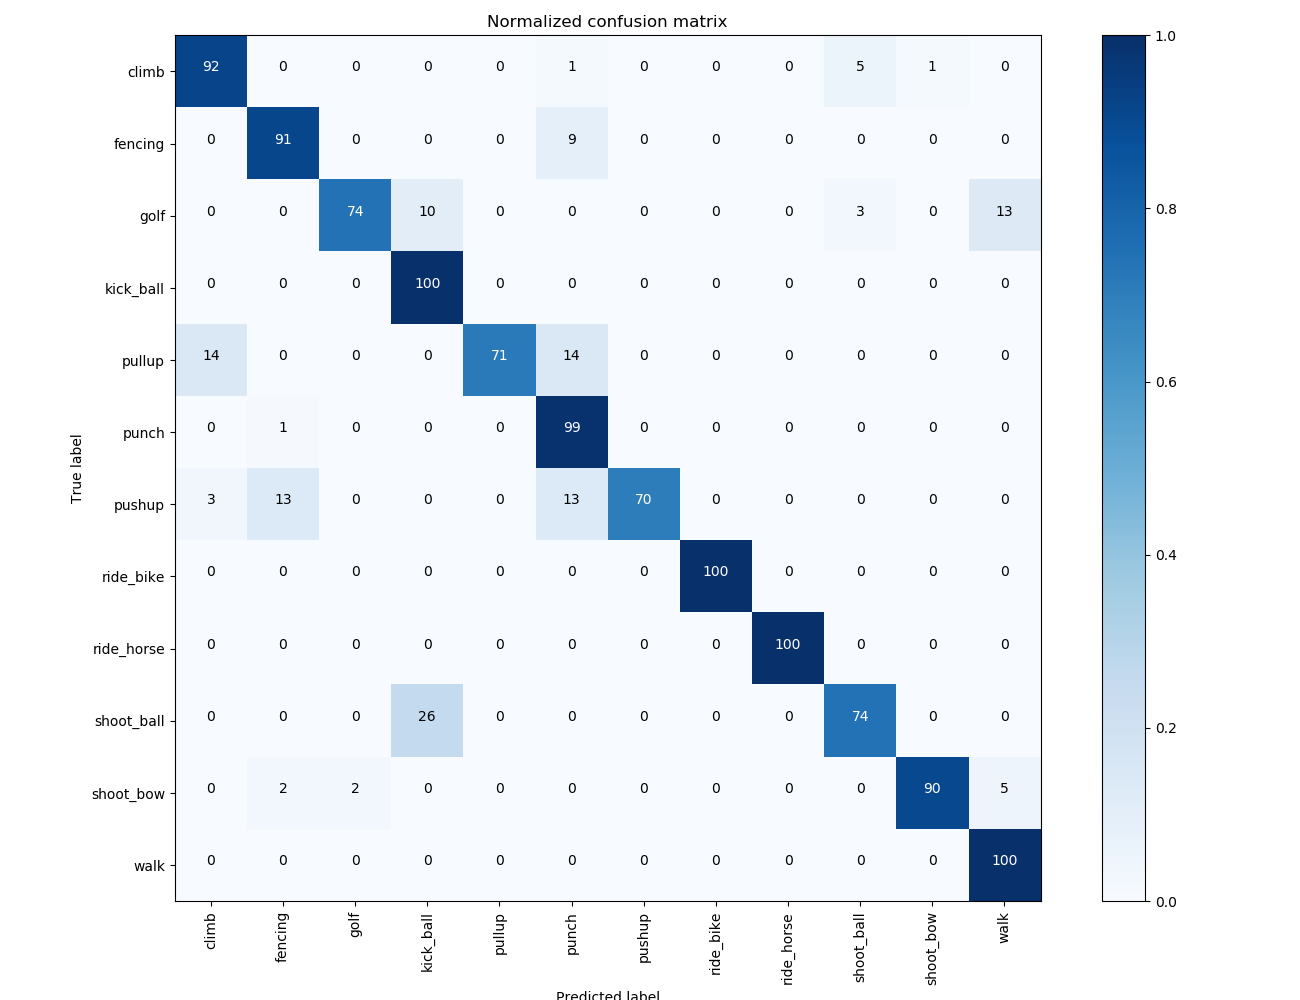 Normalized confusion matrix
climb 92 0 0 0 0 1 0 0 0 5 1 0
fencing 0 91 0 0 0 9 0 0 0 0 0 0
golf 0 0 74 10 0 0 0 0 0 3 0 13
kick_ball 0 0 0 100 0 0 0 0 0 0 0 0
pullup 14 0 0 0 71 14 0 0 0 0 0 0
punch 0 1 0 0 0 99 0 0 0 0 0 0
pushup 3 13 0 0 0 13 70 0 0 0 0 0
ride_bike 0 0 0 0 0 0 0 100 0 0 0 0
ride_horse 0 0 0 0 0 0 0 0 100 0 0 0
shoot_ball 0 0 0 26 0 0 0 0 0 74 0 0
shoot_bow 0 2 2 0 0 0 0 0 0 0 90 5
walk 0 0 0 0 0 0 0 0 0 0 0 100
True label
climb fencing golf kick_ball pullup punch pushup ride_bike ride_horse shoot_ball shoot_bow walk
Predicted label
1.0
0.8
0.6
0.4
0.2
0.0